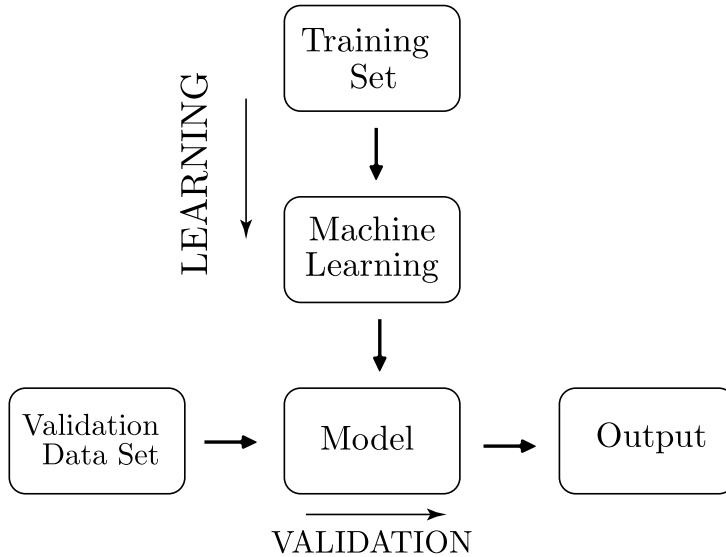 Training
Set
LEARNING
Machine
Learning
Validation
Data Set
Model
Output
VALIDATION